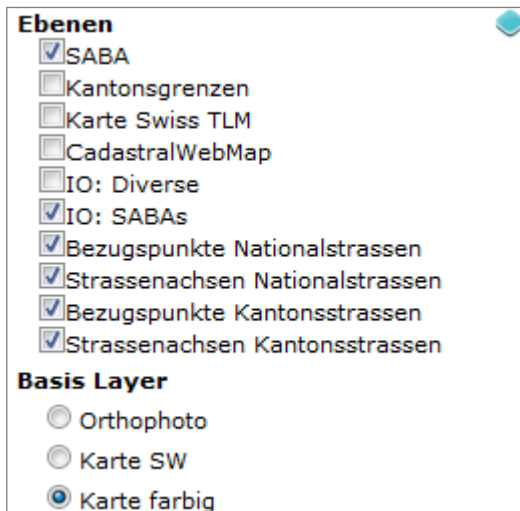 Ebenen
SABA
Kantonsgrenzen
Karte Swiss TLM
CadastralWebMap
IO: Diverse
IO: SABAs
Bezugspunkte Nationalstrassen
Strassenachsen Nationalstrassen
Bezugspunkte Kantonsstrassen
Strassenachsen Kantonsstrassen
Basis Layer
Orthophoto
Karte SW
Karte farbig